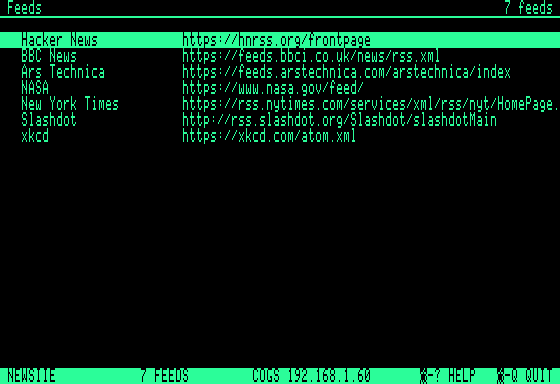 Feeds 7 feeds
Hacker News https://hnrss.org/frontpage
BBC News https://feeds.bbci.co.uk/news/rss.xml
Ars Technica https://feeds.arstechnica.com/arstechnica/index
NASA https://www.nasa.gov/feed/
New York Times https://rss.nytimes.com/services/xml/rss/nyt/HomePage.
Slashdot http://rss.slashdot.org/Slashdot/slashdotMain
xkcd https://xkcd.com/atom.xml
NEWSITE 7 FEEDS COGS 192.168.1.60 ⌘-? HELP ⌘-Q QUIT